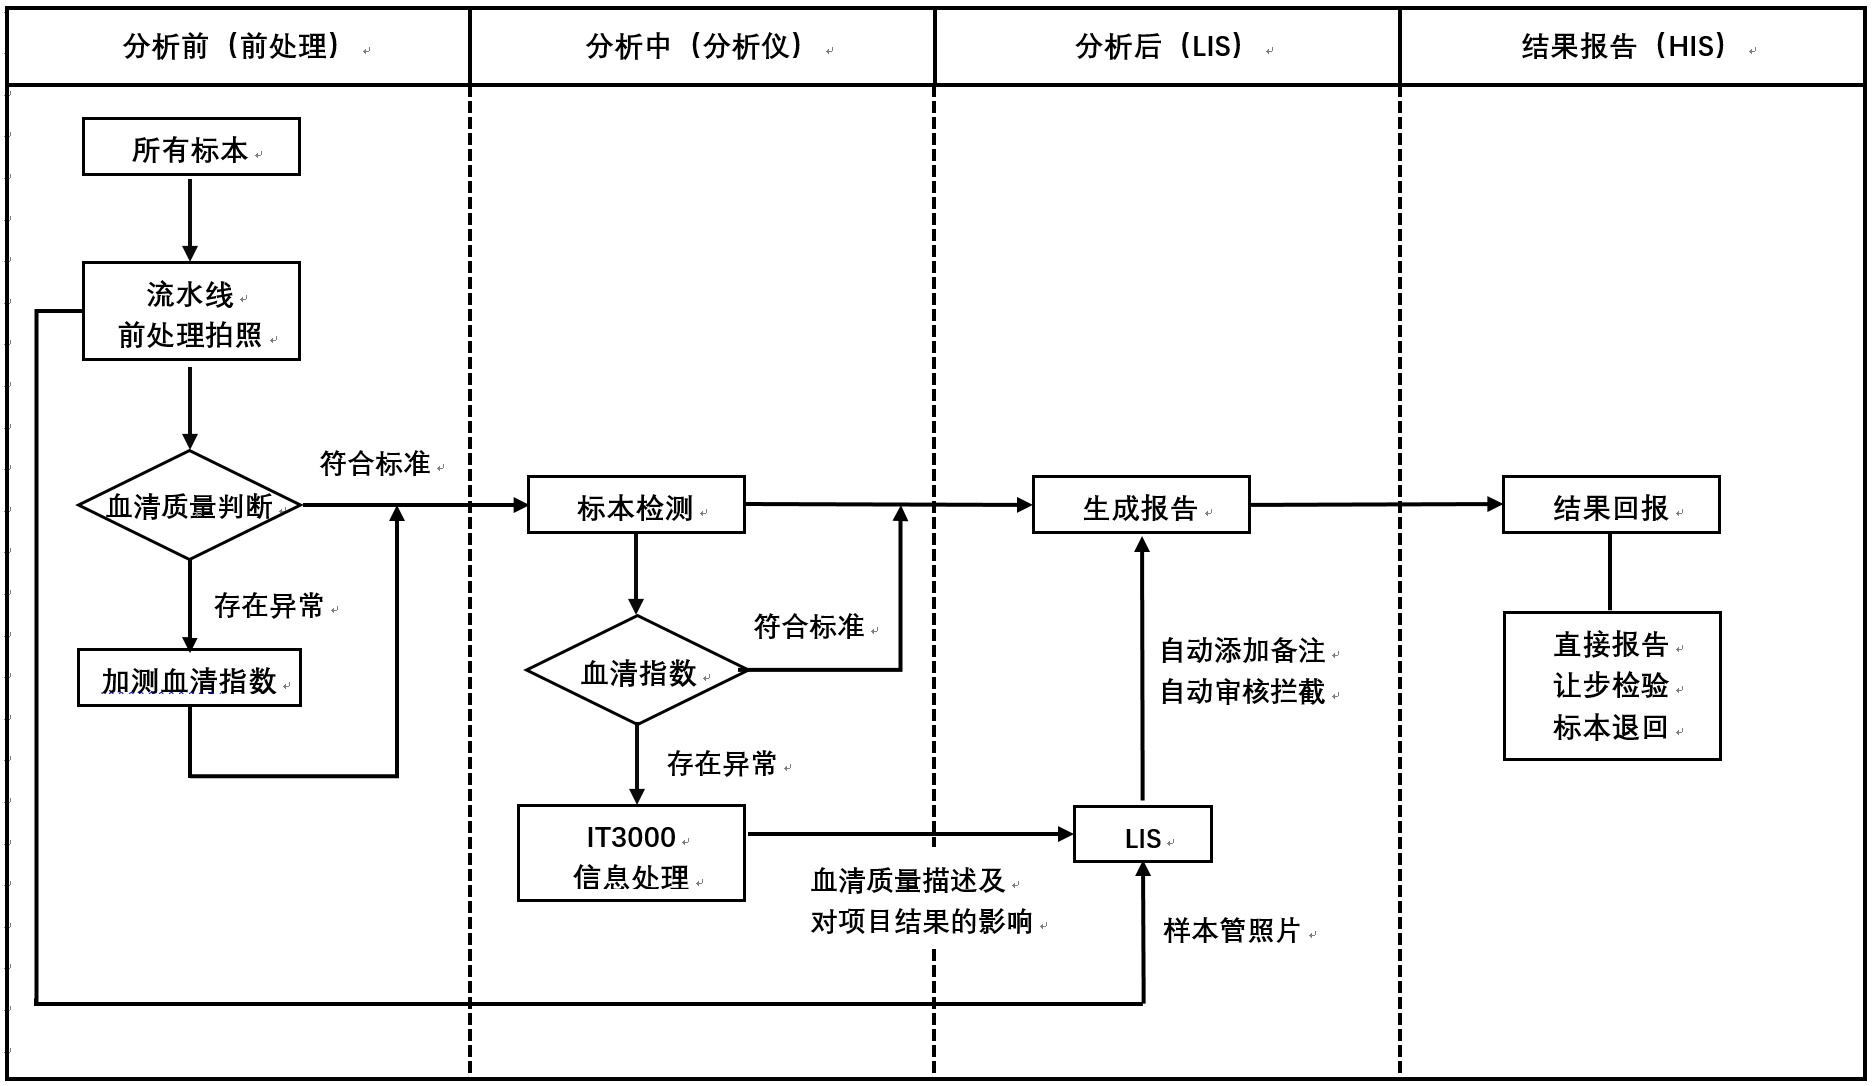 分析前（前处理）
分析中（分析仪）
分析后（LIS）
结果报告（HIS）
所有标本
流水线
前处理拍照
血清质量判断
符合标准
存在异常
加测血清指数
标本检测
血清指数
符合标准
存在异常
IT3000
信息处理
血清质量描述及
对项目结果的影响
生成报告
自动添加备注
自动审核拦截
LIS
样本管照片
结果回报
直接报告
让步检验
标本退回